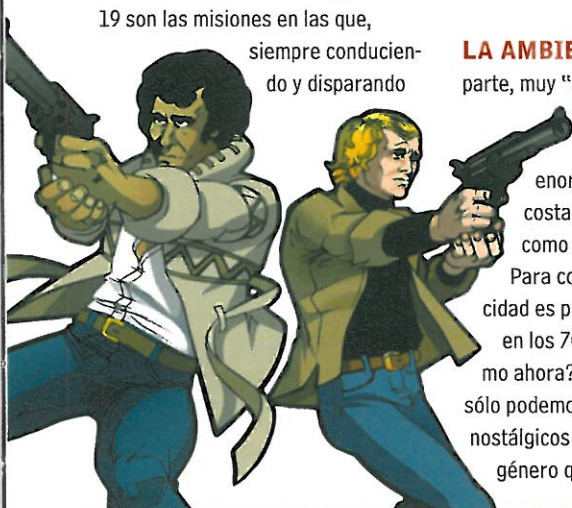 19 son las misiones en las que,
siempre conducien-
do y disparando
LA AMBIE
parte, muy "
enor
costa
como
Para co
cidad es p
en los 7
mo ahora?
sólo podemo
nostálgicos
género q